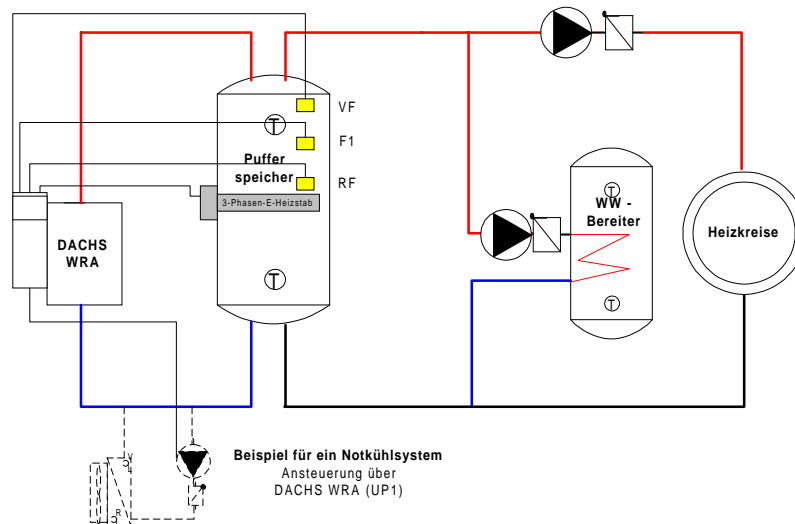 VF
T
F1
Puffer
speicher
RF
3-Phasen-E-Heizstab
T
DACHS
WRA
T
WW -
Bereiter
T
Heizkreise
Beispiel für ein Notkühlsystem
Ansteuerung über
DACHS WRA (UP1)
V
L
R